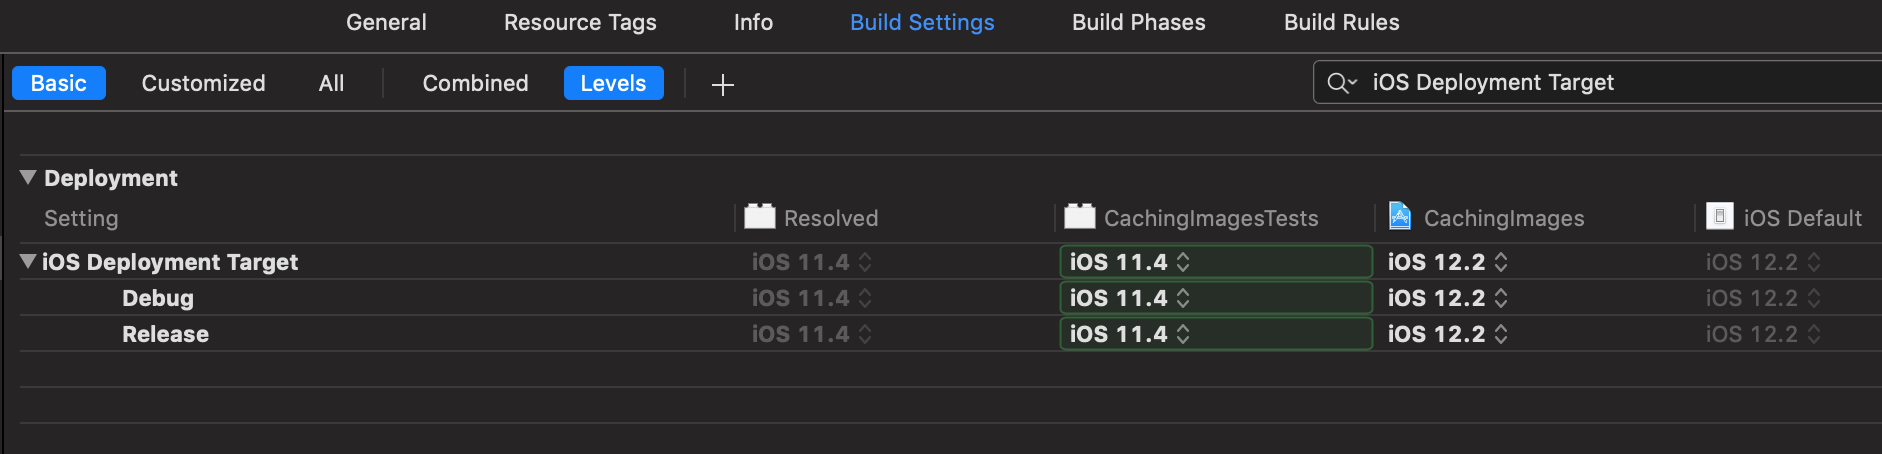 General Resource Tags Info Build Settings Build Phases Build Rules
Basic Customized All Combined Levels + iOS Deployment Target
Deployment
Setting Resolved CachingImagesTests CachingImages iOS Default
iOS Deployment Target iOS 11.4 iOS 11.4 iOS 12.2 iOS 12.2
Debug iOS 11.4 iOS 11.4 iOS 12.2 iOS 12.2
Release iOS 11.4 iOS 11.4 iOS 12.2 iOS 12.2